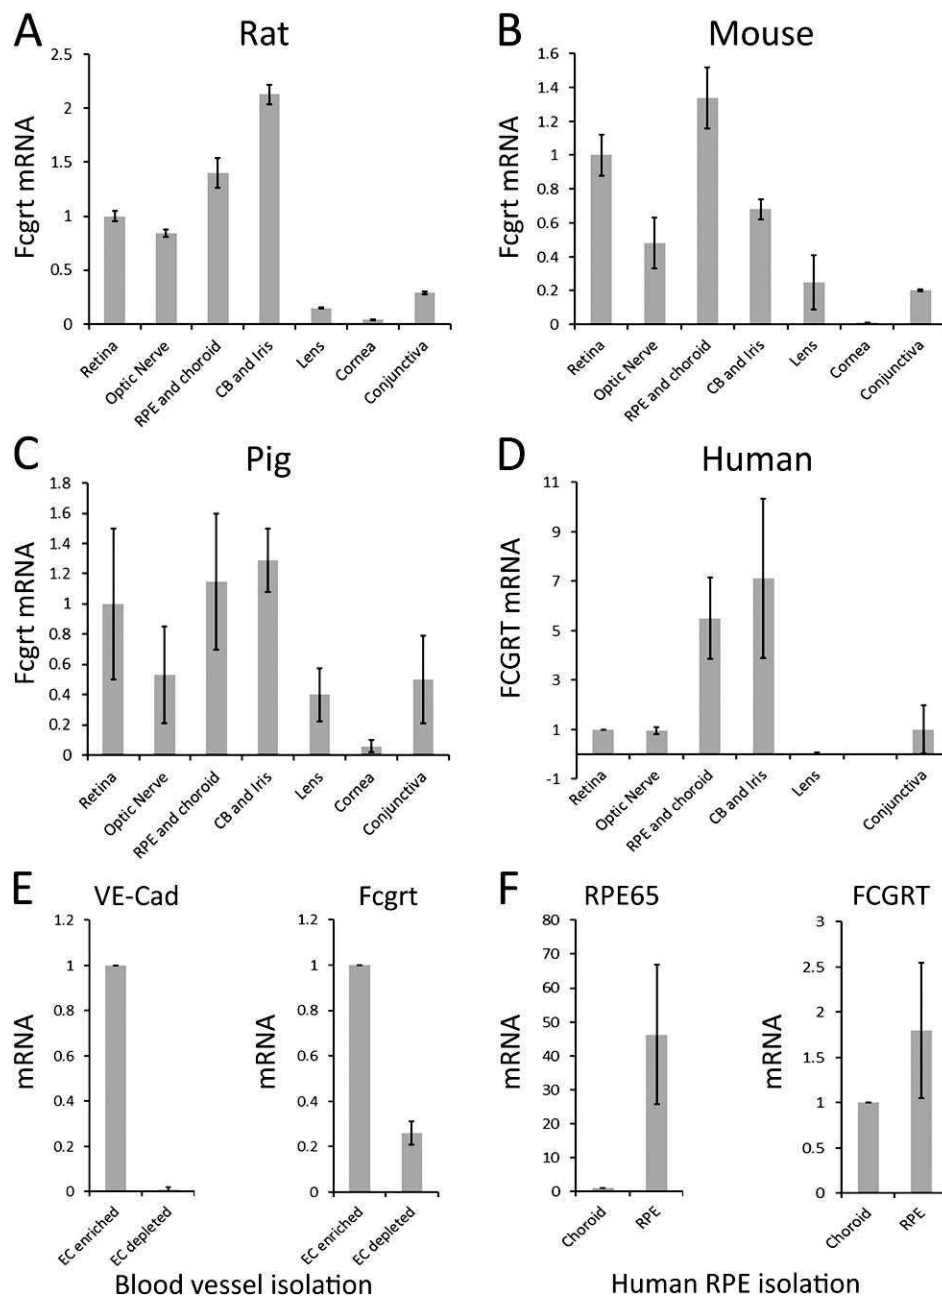 A
Rat
Fcgrt mRNA
2.5
2
1.5
1
0.5
0
Retina
Optic Nerve
RPE and choroid
CB and Iris
Lens
Cornea
Conjunctiva
B
Mouse
Fcgrt mRNA
1.6
1.4
1.2
1
0.8
0.6
0.4
0.2
0
Retina
Optic Nerve
RPE and choroid
CB and Iris
Lens
Cornea
Conjunctiva
C
Pig
Fcgrt mRNA
1.8
1.6
1.4
1.2
1
0.8
0.6
0.4
0.2
0
Retina
Optic Nerve
RPE and choroid
CB and Iris
Lens
Cornea
Conjunctiva
D
Human
FCGRT mRNA
11
9
7
5
3
1
-1
Retina
Optic Nerve
RPE and choroid
CB and Iris
Lens
Conjunctiva
E
VE-Cad
mRNA
1.2
1
0.8
0.6
0.4
0.2
0
EC enriched
EC depleted
Fcgrt
mRNA
1.2
1
0.8
0.6
0.4
0.2
0
EC enriched
EC depleted
Blood vessel isolation
F
RPE65
mRNA
80
70
60
50
40
30
20
10
0
Choroid
RPE
FCGRT
mRNA
3
2.5
2
1.5
1
0.5
0
Choroid
RPE
Human RPE isolation